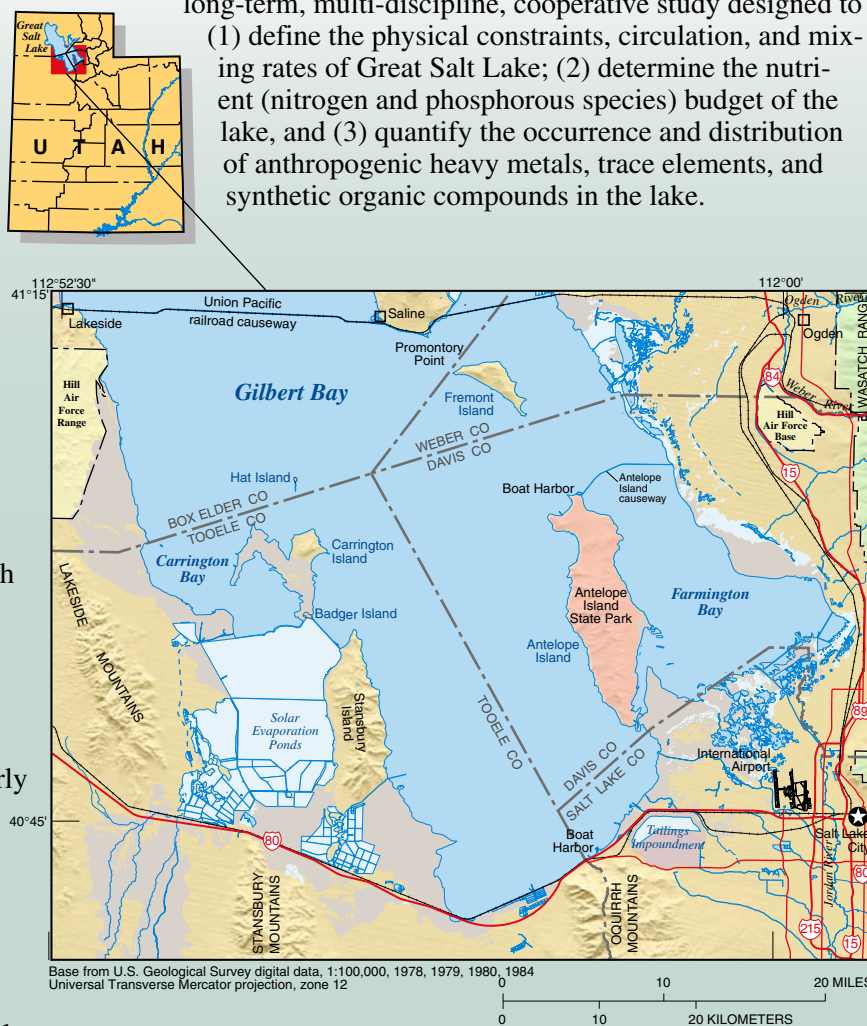 long-term, multi-discipline, cooperative study designed to
(1) define the physical constraints, circulation, and mix-
ing rates of Great Salt Lake; (2) determine the nutri-
ent (nitrogen and phosphorous species) budget of the
lake, and (3) quantify the occurrence and distribution
of anthropogenic heavy metals, trace elements, and
synthetic organic compounds in the lake.
Great
Salt
Lake
U T A H
112°52'30"
112°00'
41°15'
Union Pacific
railroad causeway
Lakeside
Saline
Promontory
Point
Ogden River
Ogden
WASATCH RANG
Gilbert Bay
Fremont
Island
84
Weber River
Hill
Air
Force
Range
Hill
Air Force
Base
WEBER CO
DAVIS CO
15
Hat Island
Boat Harbor
Antelope
Island
causeway
BOX ELDER CO
TOOELE CO
Carrington
Bay
Carrington
Island
th
LAKESIDE
MOUNTAINS
Badger Island
Antelope
Island
State Park
Farmington
Bay
Antelope
Island
Stansbury
Island
Solar
Evaporation
Ponds
TOOELE CO
89
DAVIS CO
SALT LAKE CO
International
Airport
rly
40°45'
80
Boat
Harbor
Tailings
Impoundment
Salt Lake
City
80
Jordan River
STANSBURY
MOUNTAINS
OQUIRRH
MOUNTAINS
215
15
Base from U.S. Geological Survey digital data, 1:100,000, 1978, 1979, 1980, 1984
Universal Transverse Mercator projection, zone 12
0 10 20 MILES
0 10 20 KILOMETERS